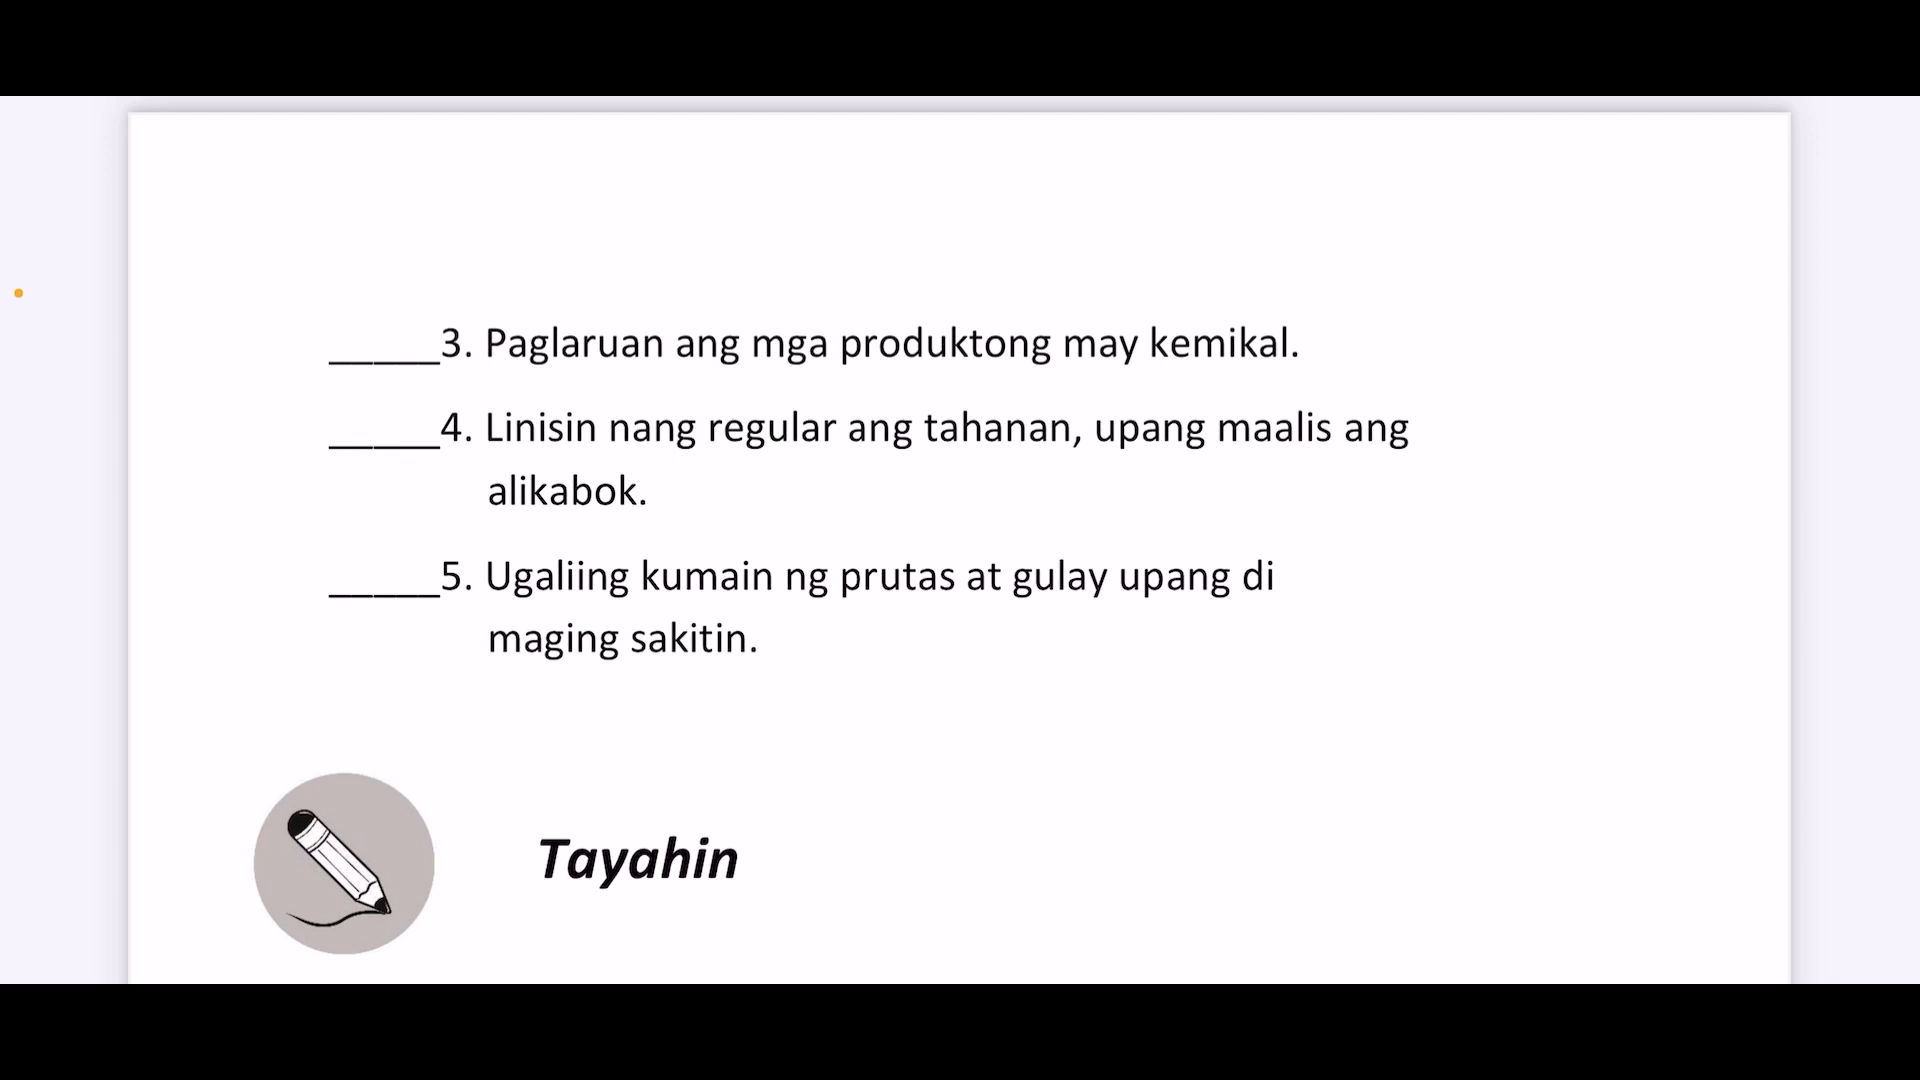 _____3. Paglaruan ang mga produktong may kemikal.
_____4. Linisin nang regular ang tahanan, upang maalis ang
alikabok.
_____5. Ugaliing kumain ng prutas at gulay upang di
maging sakitin.
Tayahin